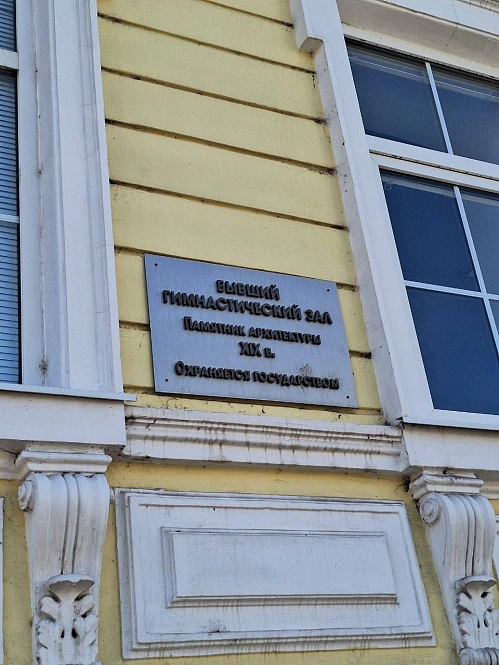 БЫВШИЙ
ГИМНАСТИЧЕСКИЙ ЗАЛ
ПАМЯТНИК АРХИТЕКТУРЫ
XIX В.
ОХРАНЯЕТСЯ ГОСУДАРСТВОМ